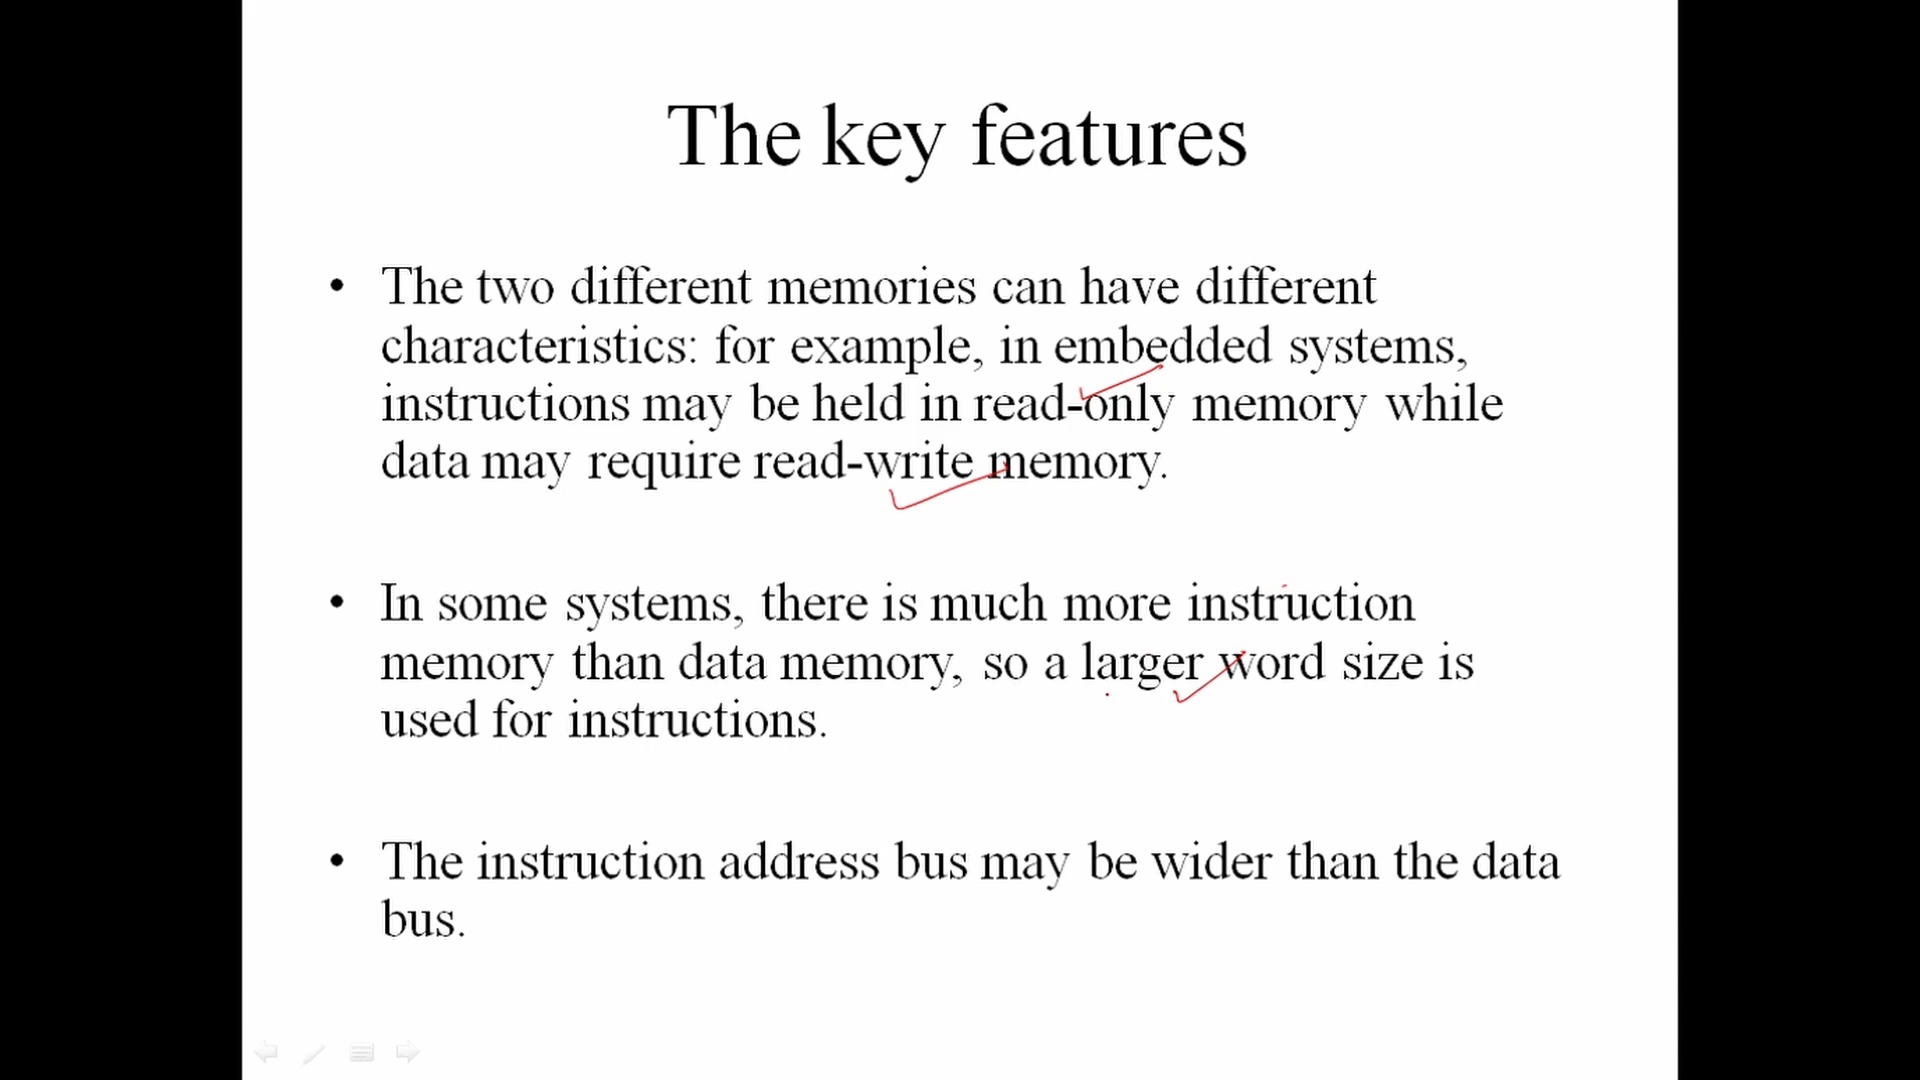 The key features
• The two different memories can have different
characteristics: for example, in embedded systems,
instructions may be held in read-only memory while
data may require read-write memory.
• In some systems, there is much more instruction
memory than data memory, so a larger word size is
used for instructions.
• The instruction address bus may be wider than the data
bus.